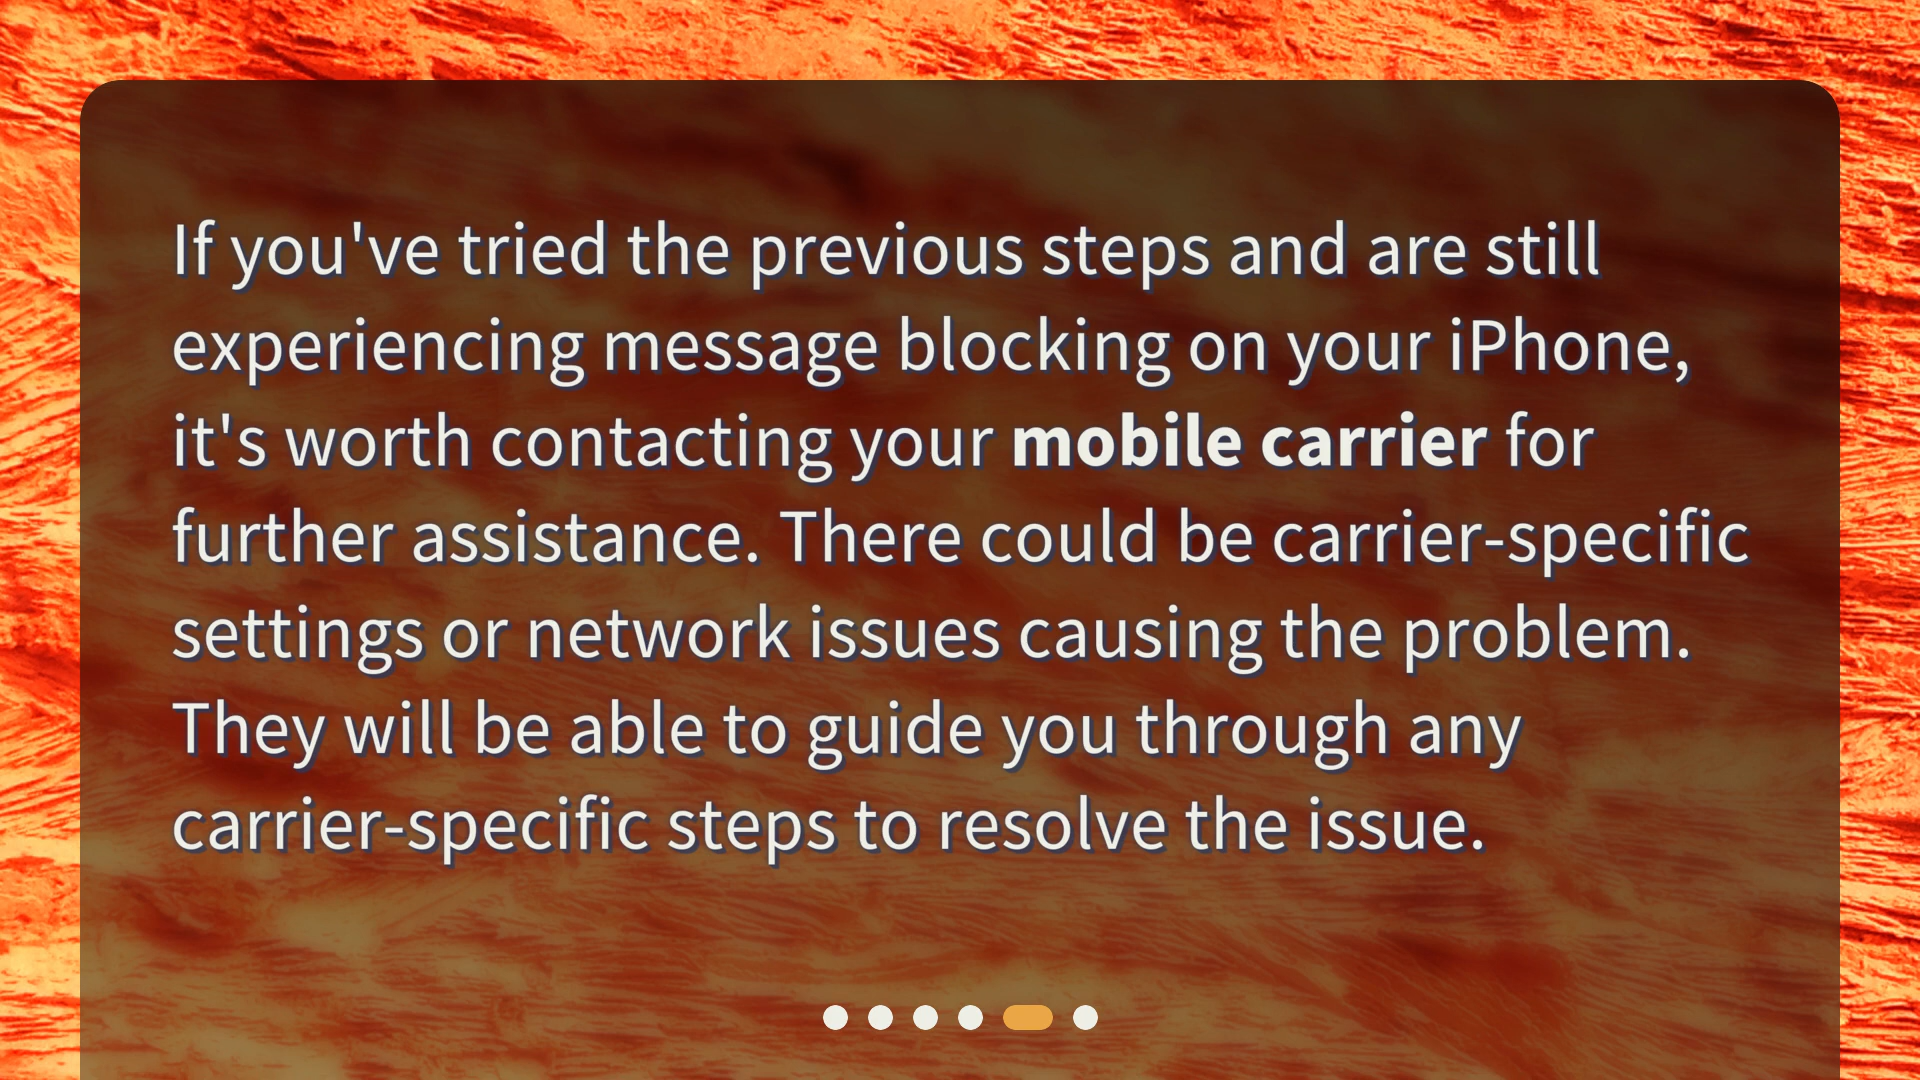 If you've tried the previous steps and are still
experiencing message blocking on your iPhone,
it's worth contacting your mobile carrier for
further assistance. There could be carrier-specific
settings or network issues causing the problem.
They will be able to guide you through any
carrier-specific steps to resolve the issue.